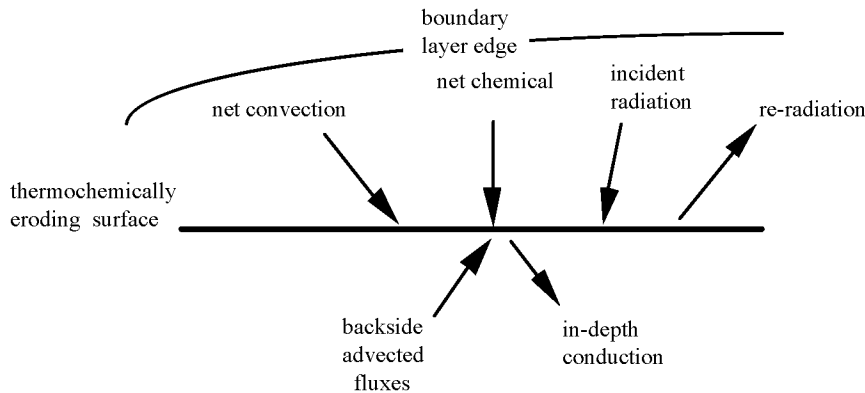 boundary
layer edge
net chemical
incident
radiation
net convection
re-radiation
thermochemically
eroding surface
backside
advected
fluxes
in-depth
conduction